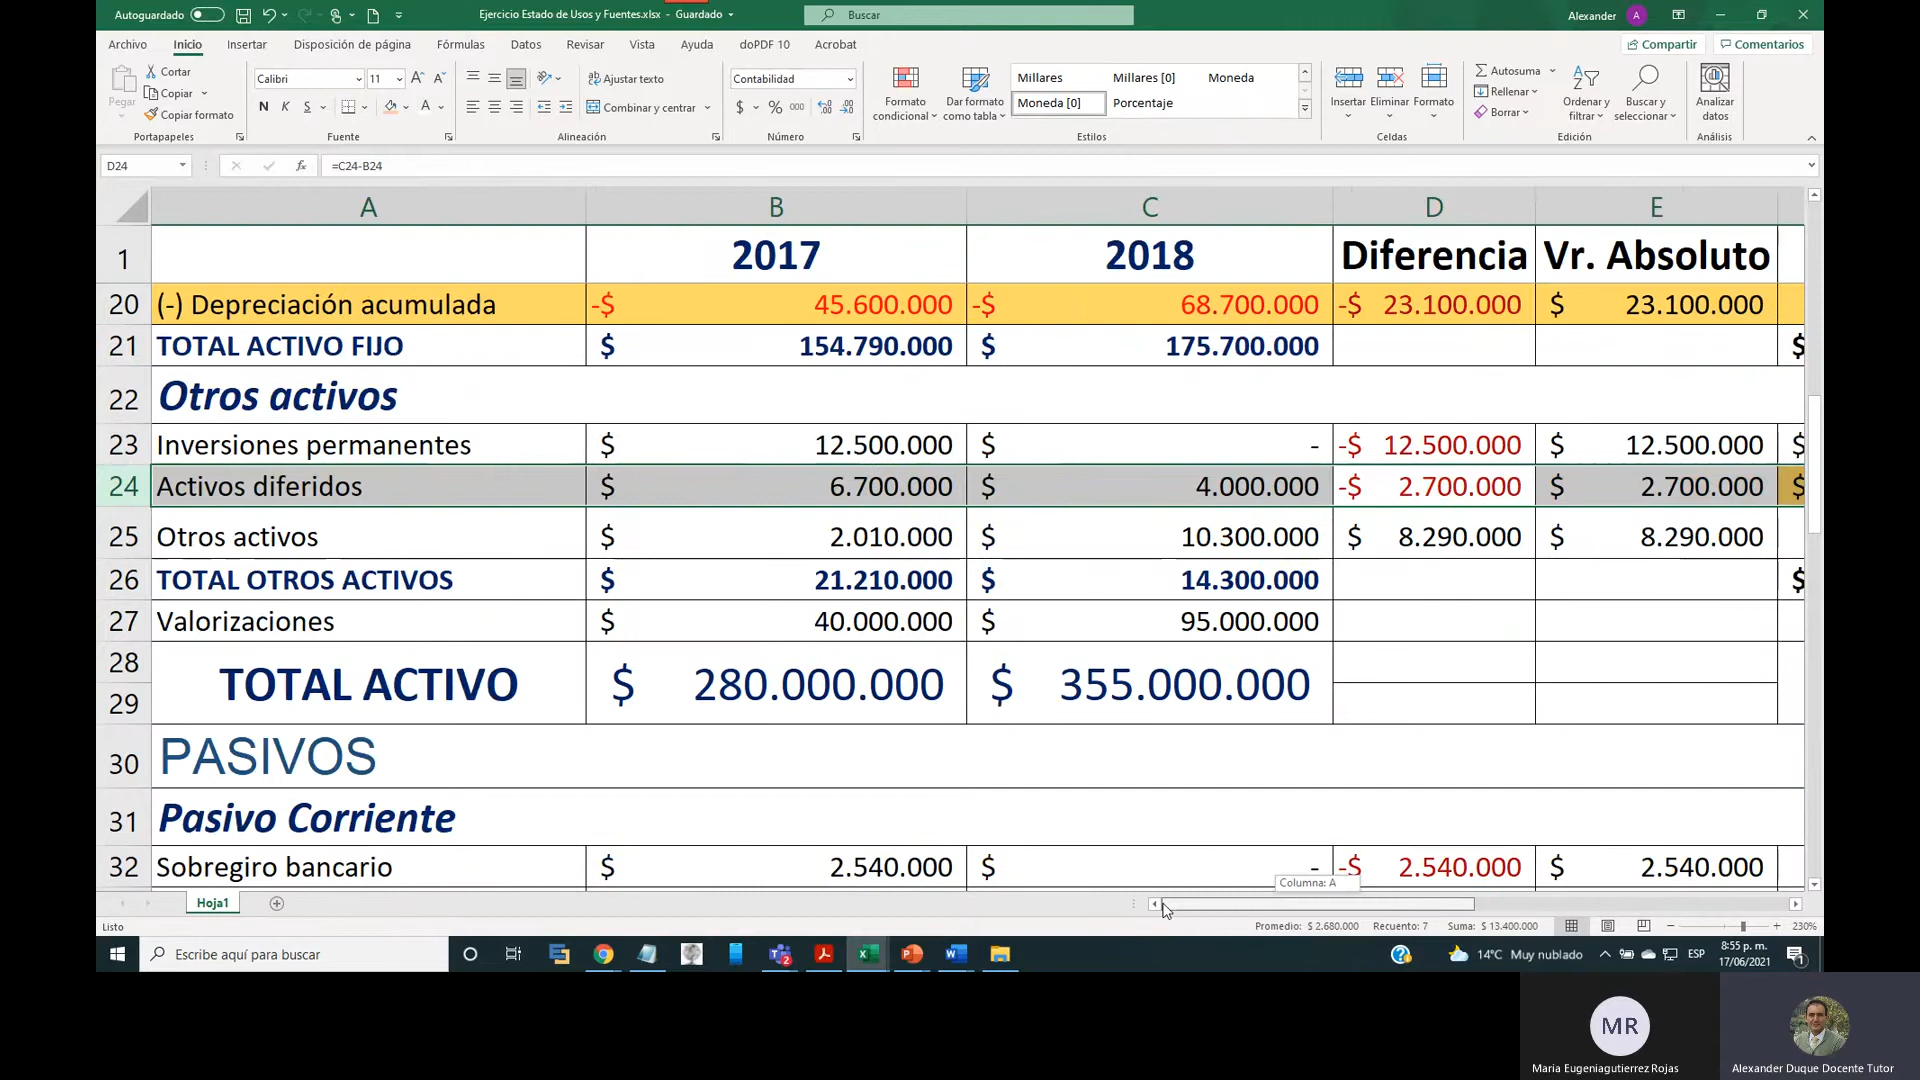 Autoguardado
Ejercicio Estado de Usos y Fuentes.xlsx - Guardado
Buscar
Alexander A
Archivo Inicio Insertar Disposición de página Fórmulas Datos Revisar Vista Ayuda doPDF 10 Acrobat Compartir Comentarios
Pegar
Cortar
Copiar
Copiar formato
Calibri 11
N K S
Ajustar texto
Combinar y centrar
Contabilidad
$ % 000
Formato condicional
Dar formato como tabla
Millares Millares [0] Moneda
Moneda [0] Porcentaje
Insertar Eliminar Formato
Autosuma
Rellenar
Borrar
Ordenar y filtrar
Buscar y seleccionar
Analizar datos
Portapapeles Fuente Alineación Número Estilos Celdas Edición Análisis
D24 fx =C24-B24
A B C D E
1 2017 2018 Diferencia Vr. Absoluto
20 (-) Depreciación acumulada -$ 45.600.000 -$ 68.700.000 -$ 23.100.000 $ 23.100.000
21 TOTAL ACTIVO FIJO $ 154.790.000 $ 175.700.000 $
22 Otros activos
23 Inversiones permanentes $ 12.500.000 $ - -$ 12.500.000 $ 12.500.000 $
24 Activos diferidos $ 6.700.000 $ 4.000.000 -$ 2.700.000 $ 2.700.000 $
25 Otros activos $ 2.010.000 $ 10.300.000 $ 8.290.000 $ 8.290.000
26 TOTAL OTROS ACTIVOS $ 21.210.000 $ 14.300.000 $
27 Valorizaciones $ 40.000.000 $ 95.000.000
28
TOTAL ACTIVO $ 280.000.000 $ 355.000.000
29
30 PASIVOS
31 Pasivo Corriente
32 Sobregiro bancario $ 2.540.000 $ - -$ 2.540.000 $ 2.540.000
Columna: A
Hoja1
Listo Promedio: $ 2.680.000 Recuento: 7 Suma: $ 13.400.000 230%
Escribe aquí para buscar
14°C Muy nublado ESP
8:55 p. m.
17/06/2021
MR
Maria Eugeniagutierrez Rojas
Alexander Duque Docente Tutor